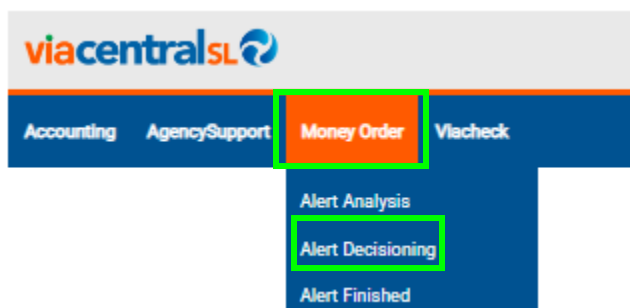 viacentralSL
Accounting AgencySupport Money Order Viacheck
Alert Analysis
Alert Decisioning
Alert Finished